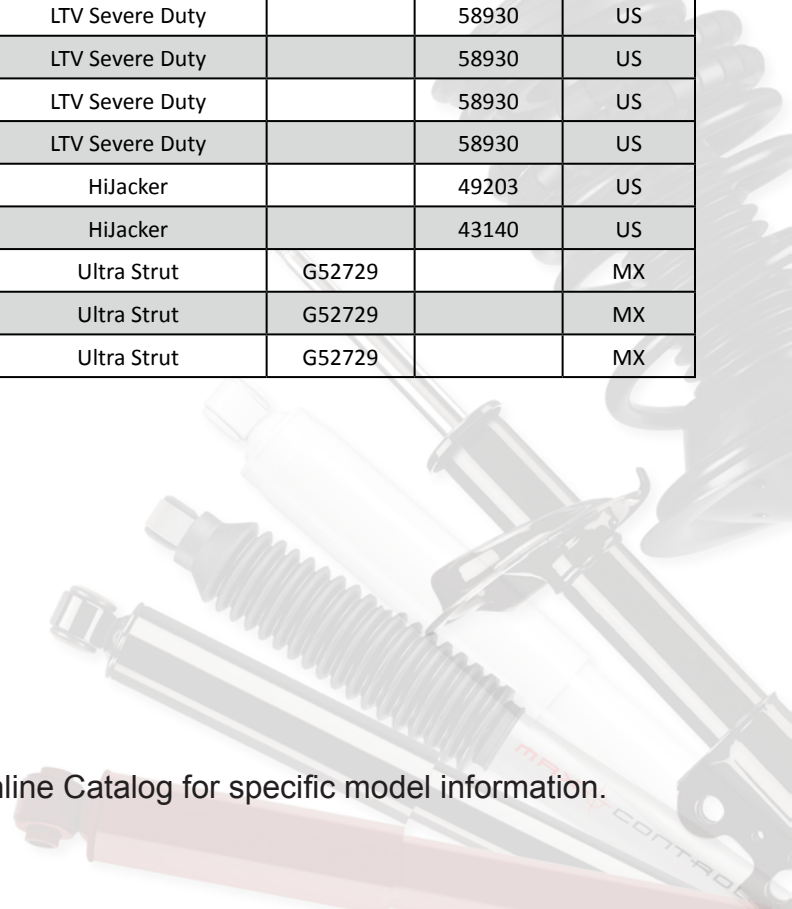 LTV Severe Duty 58930 US
LTV Severe Duty 58930 US
LTV Severe Duty 58930 US
LTV Severe Duty 58930 US
HiJacker 49203 US
HiJacker 43140 US
Ultra Strut G52729 MX
Ultra Strut G52729 MX
Ultra Strut G52729 MX
Catalog for specific model information.
CONTROL